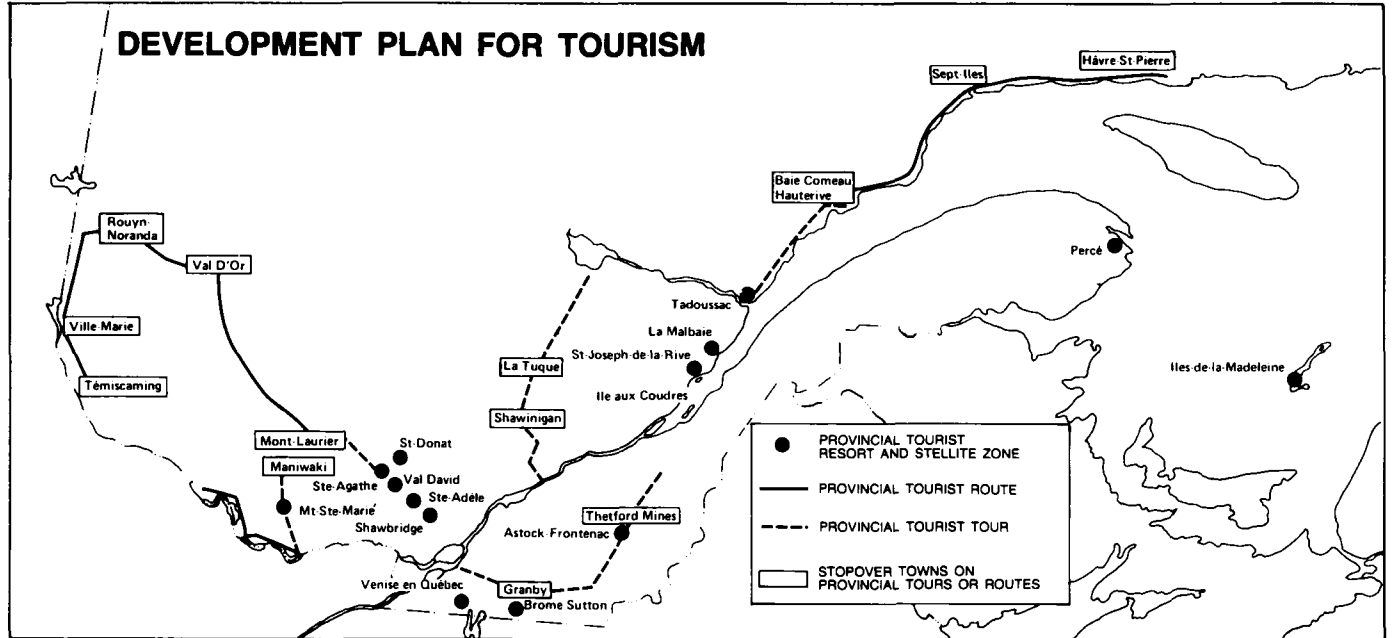 DEVELOPMENT PLAN FOR TOURISM
Hâvre-St-Pierre
Sept-Iles
Baie Comeau
Hauterive
Rouyn-
Noranda
Val D'Or
Percé
Tadoussac
Ville-Marie
La Malbaie
St-Joseph-de-la-Rive
La Tuque
Iles-de-la-Madeleine
Témiscaming
Ile aux Coudres
Shawinigan
Mont-Laurier
St-Donat
Maniwaki
Val David
Ste-Agathe
Ste-Adèle
Mt-Ste-Marie
Shawbridge
Thetford Mines
Astock-Frontenac
Venise en Québec
Granby
Brome Sutton
PROVINCIAL TOURIST
RESORT AND STELLITE ZONE
PROVINCIAL TOURIST ROUTE
PROVINCIAL TOURIST TOUR
STOPOVER TOWNS ON
PROVINCIAL TOURS OR ROUTES